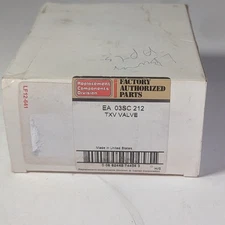 Replacement
Components
Division
FACTORY
AUTHORIZED
PARTS
EA 03SC 212
TXV VALVE
Made in United States